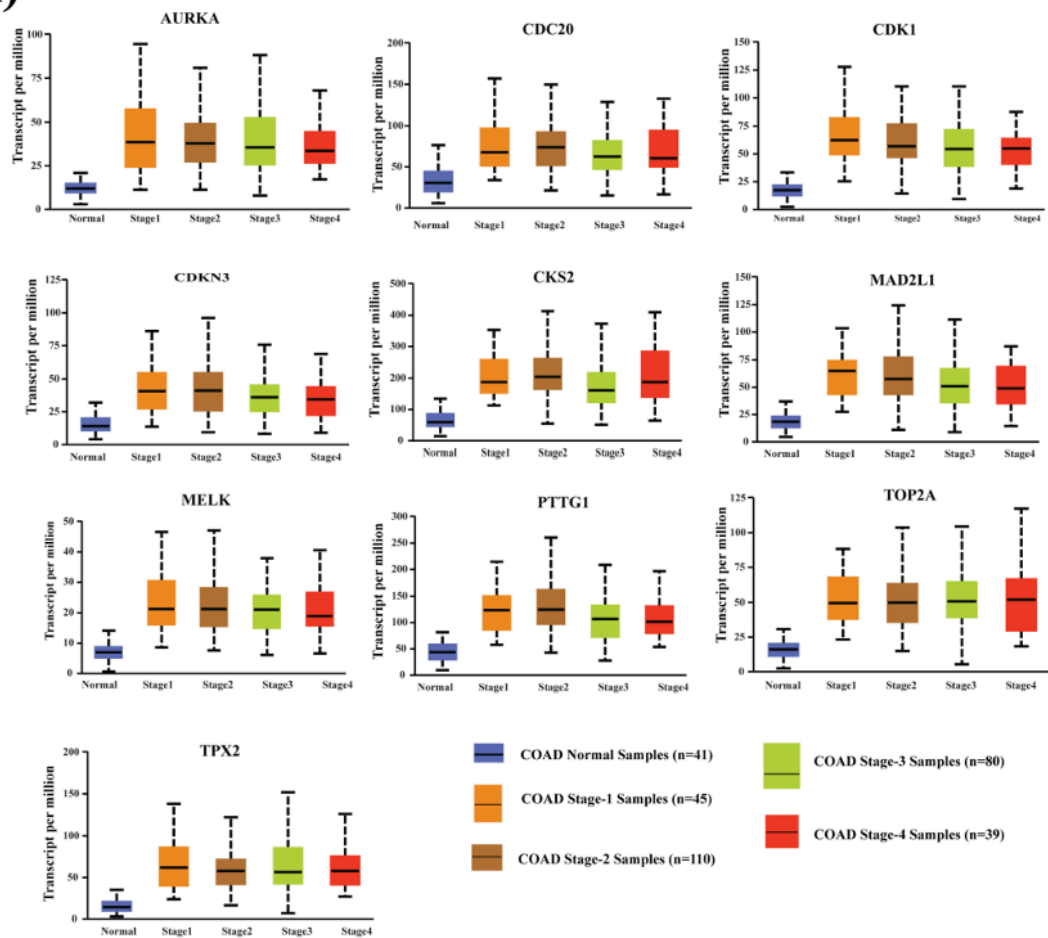 )
AURKA
Transcript per million
100
75
50
25
0
Normal Stage1 Stage2 Stage3 Stage4
CDC20
Transcript per million
200
150
100
50
0
Normal Stage1 Stage2 Stage3 Stage4
CDK1
Transcript per million
150
125
100
75
50
25
0
Normal Stage1 Stage2 Stage3 Stage4
CDKN3
Transcript per million
125
100
75
50
25
0
Normal Stage1 Stage2 Stage3 Stage4
CKS2
Transcript per million
500
400
300
200
100
0
Normal Stage1 Stage2 Stage3 Stage4
MAD2L1
Transcript per million
150
125
100
75
50
25
0
Normal Stage1 Stage2 Stage3 Stage4
MELK
Transcript per million
50
40
30
20
10
0
Normal Stage1 Stage2 Stage3 Stage4
PTTG1
Transcript per million
300
250
200
150
100
50
0
Normal Stage1 Stage2 Stage3 Stage4
TOP2A
Transcript per million
125
100
75
50
25
0
Normal Stage1 Stage2 Stage3 Stage4
TPX2
Transcript per million
200
150
100
50
0
Normal Stage1 Stage2 Stage3 Stage4
COAD Normal Samples (n=41)
COAD Stage-1 Samples (n=45)
COAD Stage-2 Samples (n=110)
COAD Stage-3 Samples (n=80)
COAD Stage-4 Samples (n=39)